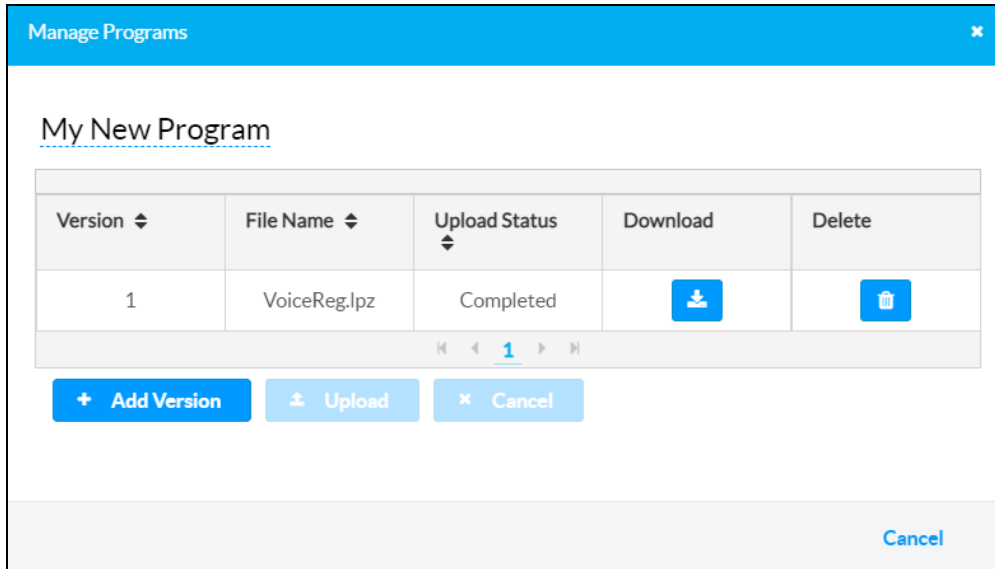 Manage Programs
My New Program
Version File Name Upload Status Download Delete
1 VoiceReg.lpz Completed
1
Add Version Upload Cancel
Cancel